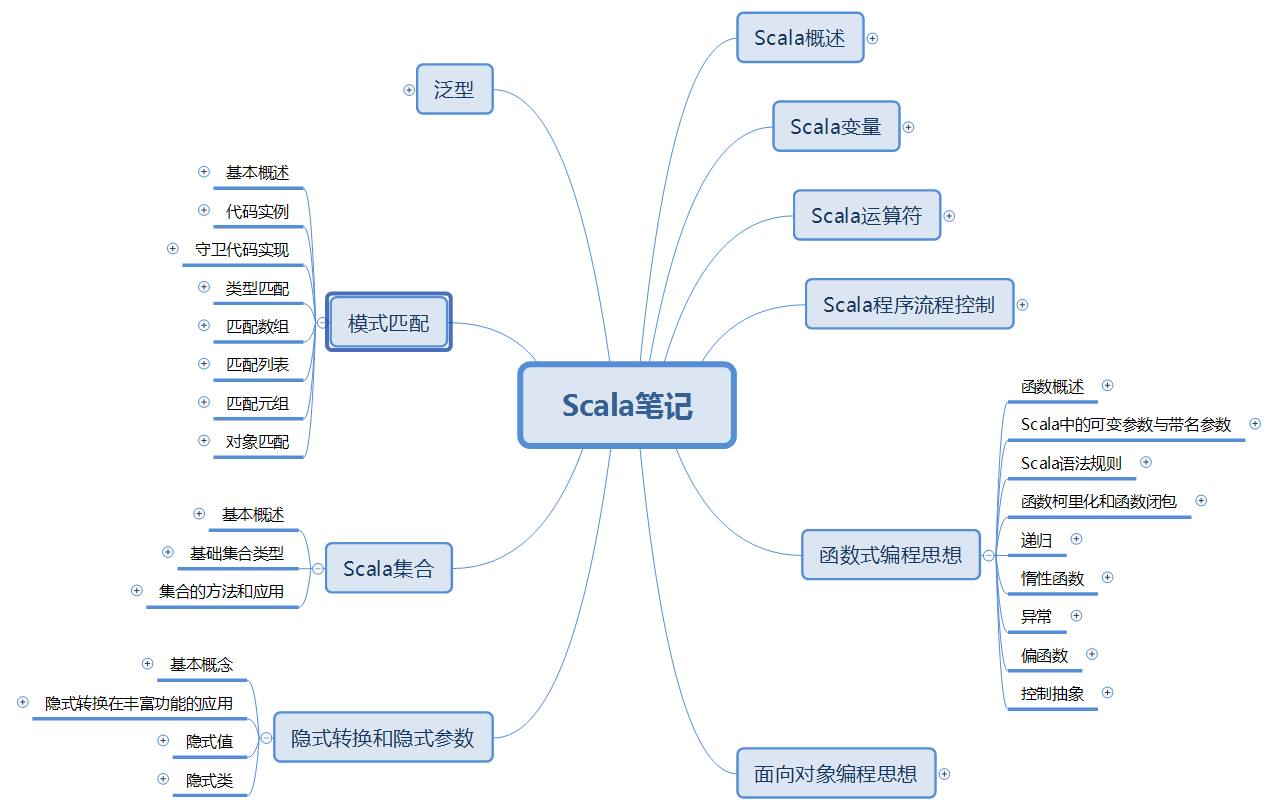 Scala笔记
Scala概述
Scala变量
Scala运算符
Scala程序流程控制
函数式编程思想
函数概述
Scala中的可变参数与带名参数
Scala语法规则
函数柯里化和函数闭包
递归
惰性函数
异常
偏函数
控制抽象
面向对象编程思想
隐式转换和隐式参数
基本概念
隐式转换在丰富功能的应用
隐式值
隐式类
Scala集合
基本概述
基础集合类型
集合的方法和应用
模式匹配
基本概述
代码实例
守卫代码实现
类型匹配
匹配数组
匹配列表
匹配元组
对象匹配
泛型